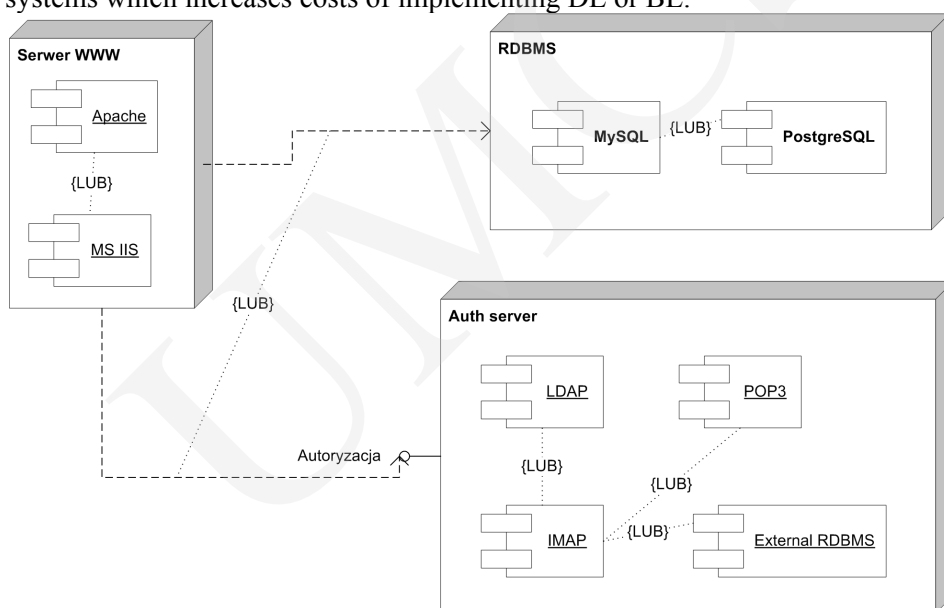 systems which increases costs of implementing DL or BL.
Serwer WWW
Apache
{LUB}
MS IIS
RDBMS
MySQL
{LUB}
PostgreSQL
{LUB}
Auth server
LDAP
POP3
Autoryzacja
{LUB}
{LUB}
IMAP
{LUB}
External RDBMS
UMCS